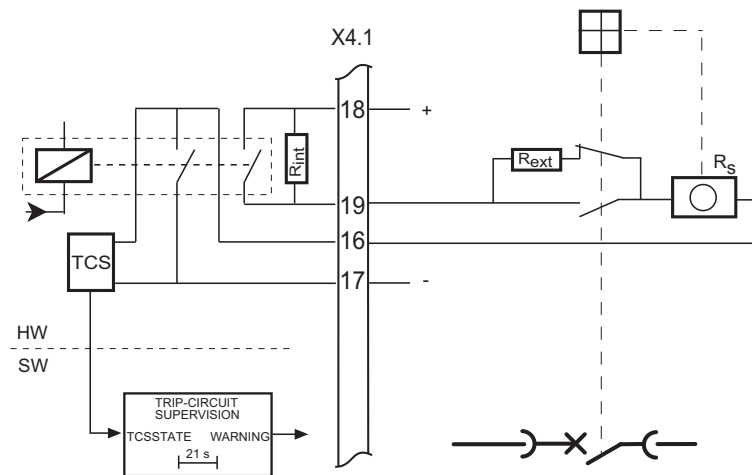 X4.1
18
+
Rint
Rext
RS
19
16
TCS
17
-
HW
SW
TRIP-CIRCUIT
SUPERVISION
TCSSTATE WARNING
21 s